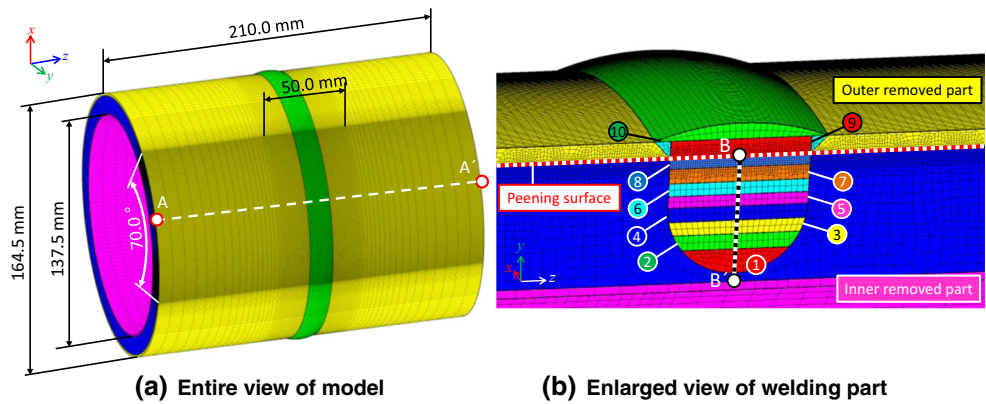 x
z
y
210.0 mm
50.0 mm
A
A´
70.0°
164.5 mm
137.5 mm
(a) Entire view of model
Outer removed part
10
9
B
8
7
Peening surface
6
5
4
3
2
1
B´
y
x
z
Inner removed part
(b) Enlarged view of welding part